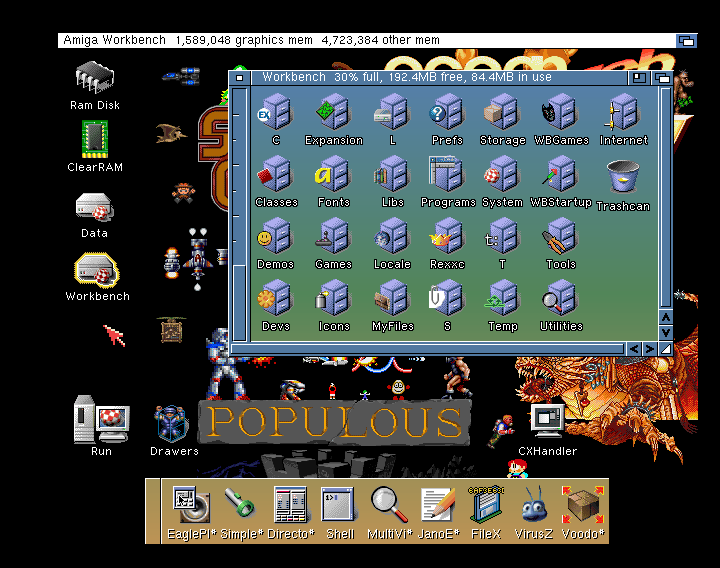 Amiga Workbench 1,589,048 graphics mem 4,723,384 other mem
Workbench 30% full, 192.4MB free, 84.4MB in use
Ram Disk
ClearRAM
Data
Workbench
C Expansion L Prefs Storage WBGames Internet
Classes Fonts Libs Programs System WBStartup Trashcan
Demos Games Locale Rexxc T Tools
Devs Icons MyFiles S Temp Utilities
POPULOUS
Run Drawers CXHandler
EaglePl* Simple* Directo* Shell MultiVi* JanoE* FileX VirusZ Voodo*